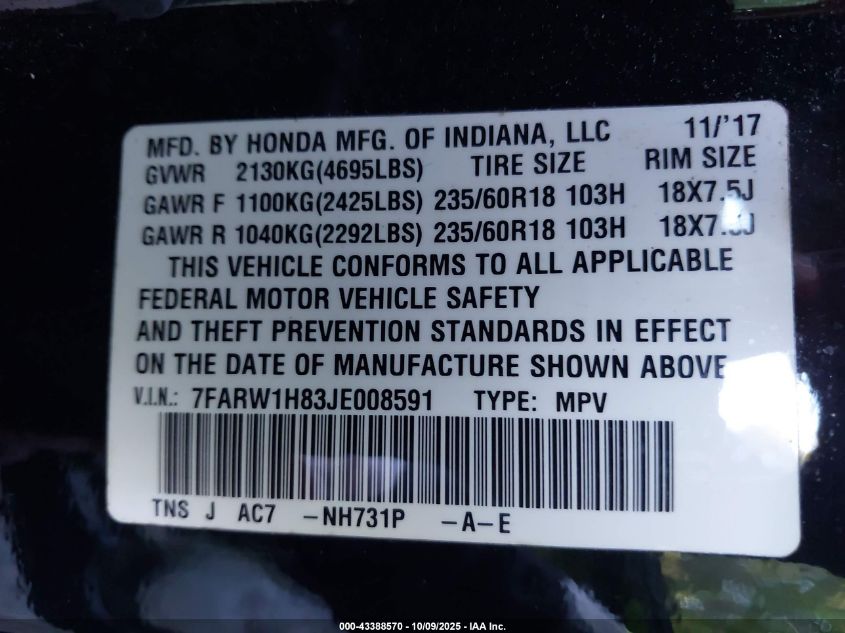 MFD. BY HONDA MFG. OF INDIANA, LLC 11/'17
GVWR 2130KG(4695LBS) TIRE SIZE RIM SIZE
GAWR F 1100KG(2425LBS) 235/60R18 103H 18X7.5J
GAWR R 1040KG(2292LBS) 235/60R18 103H
THIS VEHICLE CONFORMS TO ALL APPLICABLE
FEDERAL MOTOR VEHICLE SAFETY
AND THEFT PREVENTION STANDARDS IN EFFECT
ON THE DATE OF MANUFACTURE SHOWN ABOVE
V.I.N.: 7FARW1H83JE008591 TYPE: MPV
TNS J AC7 -NH731P -A-E
000-43388570 - 10/09/2025 - IAA Inc.